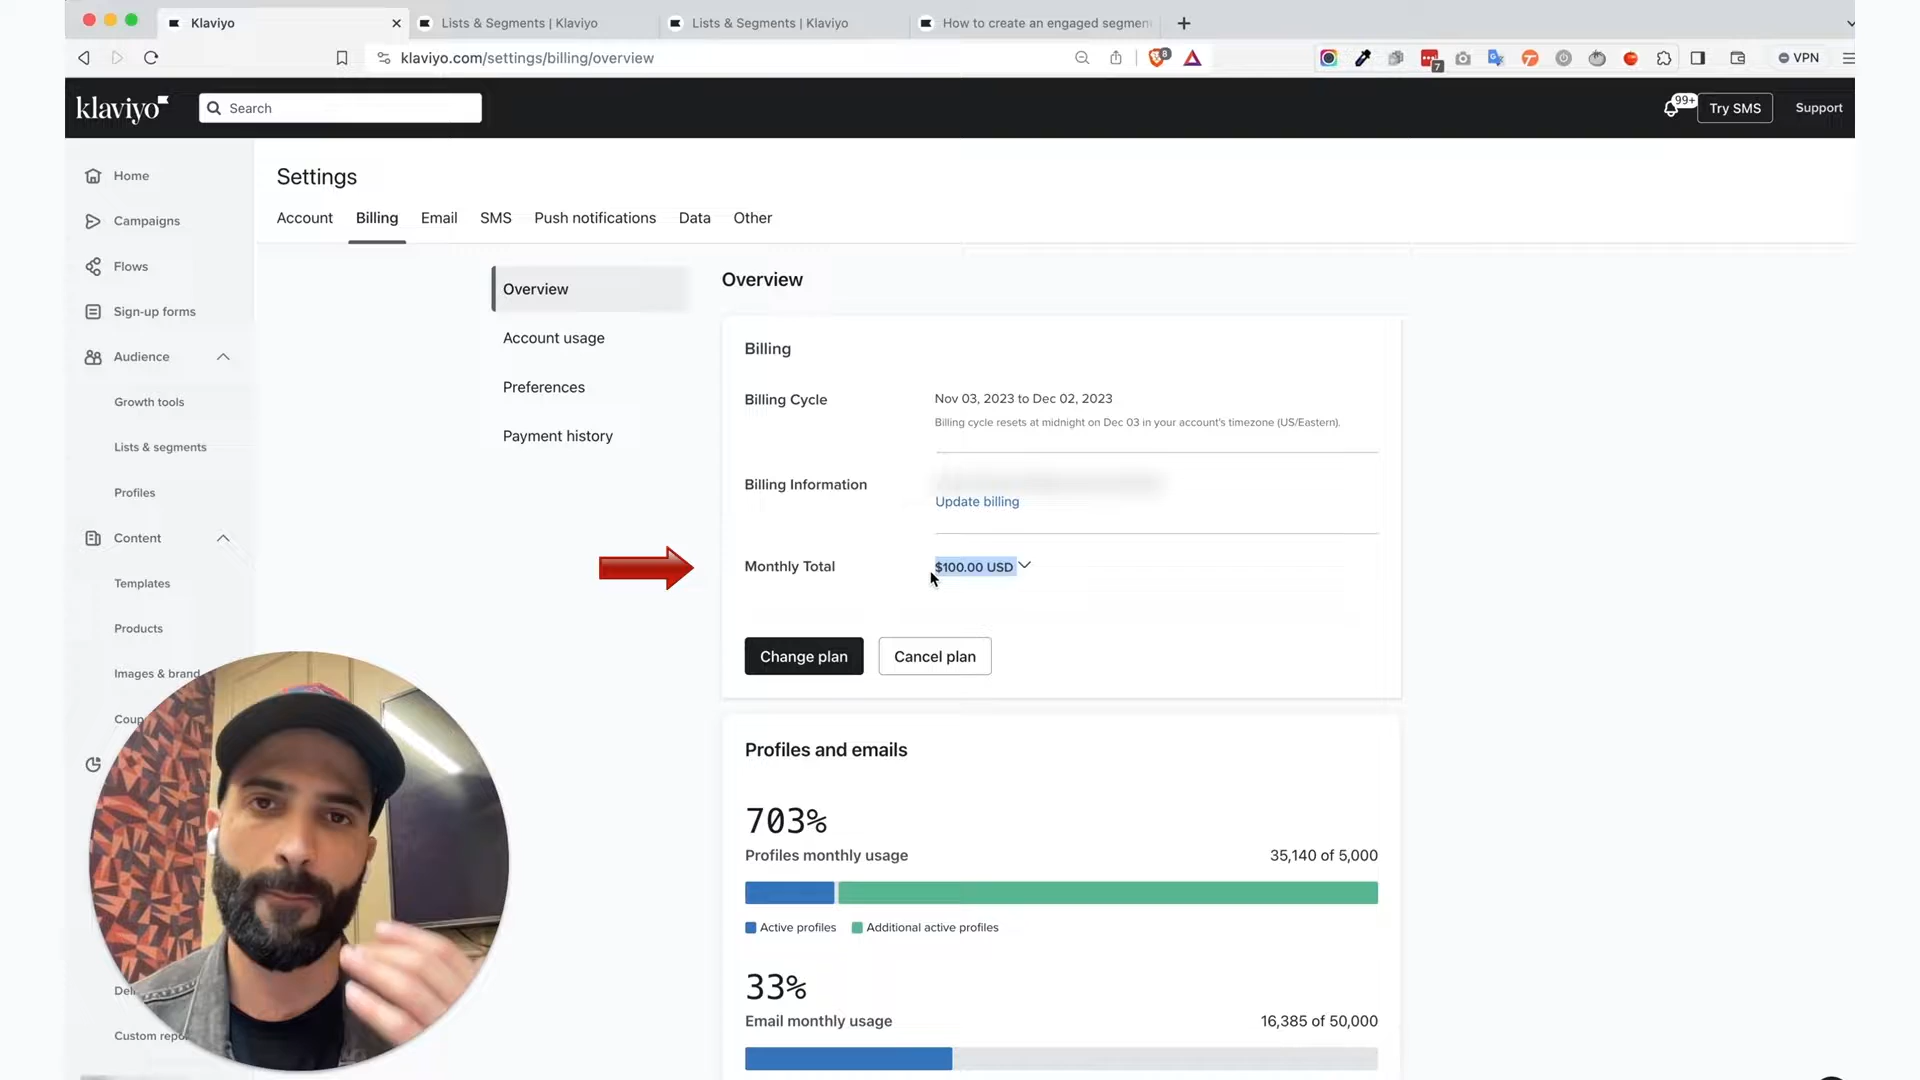 Klaviyo
Lists & Segments | Klaviyo
Lists & Segments | Klaviyo
How to create an engaged segmen
klaviyo.com/settings/billing/overview
8
7
VPN
klaviyo
Search
99+
Try SMS
Support
Home
Campaigns
Flows
Sign-up forms
Audience
Growth tools
Lists & segments
Profiles
Content
Templates
Products
Images & brand
Coup
Custom repo
Settings
Account
Billing
Email
SMS
Push notifications
Data
Other
Overview
Account usage
Preferences
Payment history
Overview
Billing
Billing Cycle
Nov 03, 2023 to Dec 02, 2023
Billing cycle resets at midnight on Dec 03 in your account's timezone (US/Eastern).
Billing Information
Update billing
Monthly Total
$100.00 USD
Change plan
Cancel plan
Profiles and emails
703%
Profiles monthly usage
35,140 of 5,000
Active profiles
Additional active profiles
33%
Email monthly usage
16,385 of 50,000